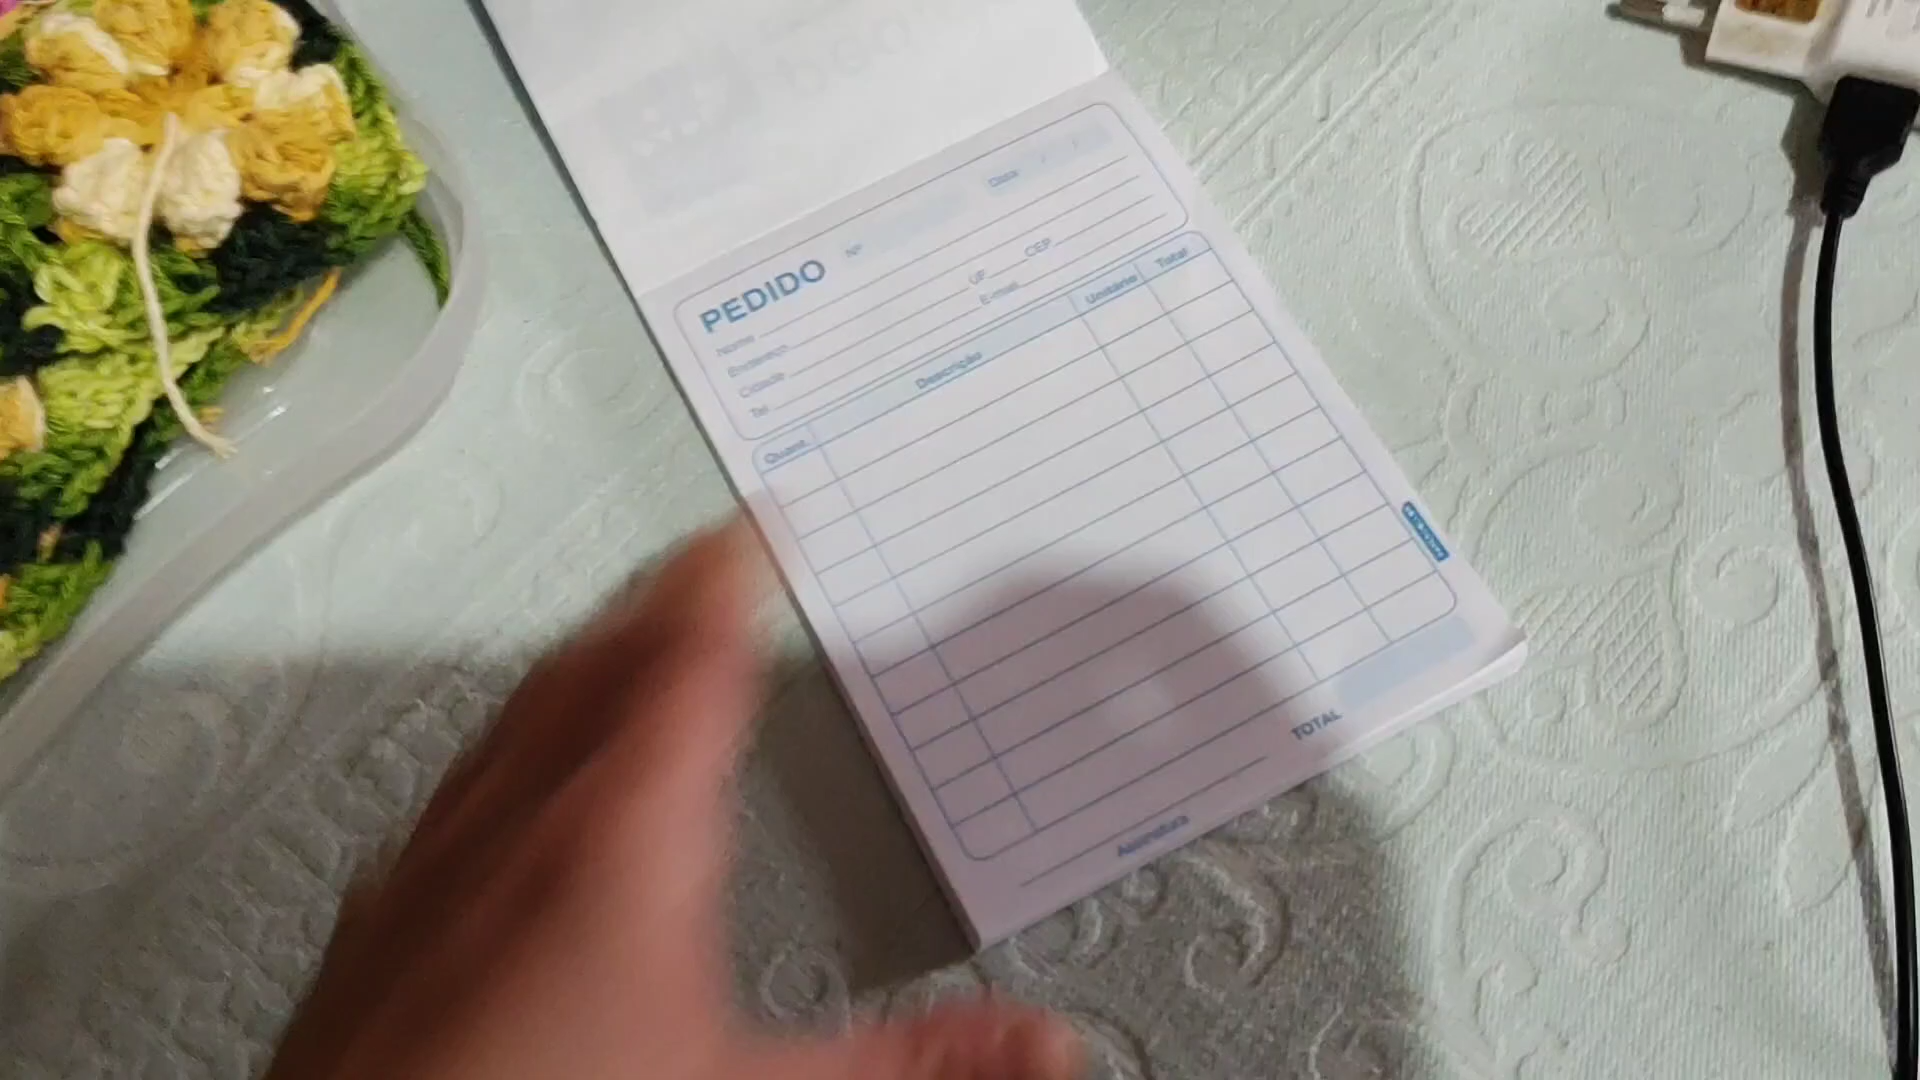 PEDIDO Nº Data / /
Nome
Endereço
Cidade UF CEP
Tel. E-mail
Quant. Descrição Unitário Total
TOTAL
Assinatura